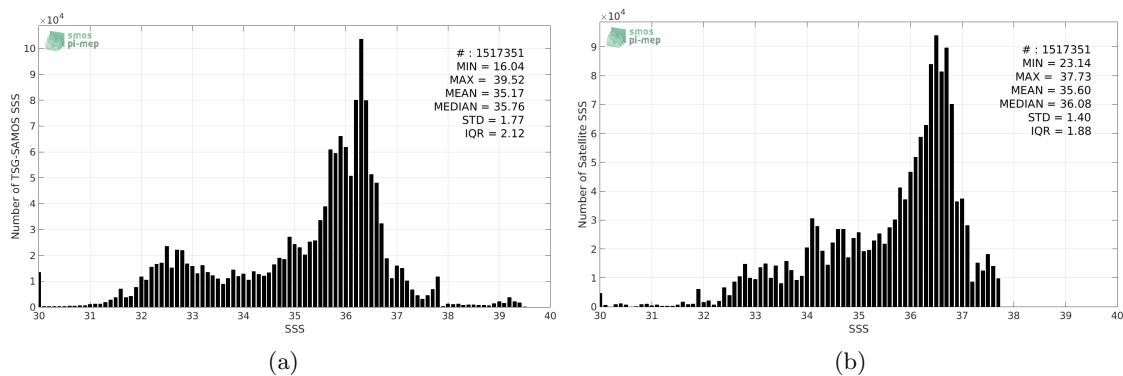 ×10⁴
smos
pi-mep
# : 1517351
MIN = 16.04
MAX = 39.52
MEAN = 35.17
MEDIAN = 35.76
STD = 1.77
IQR = 2.12
Number of TSG-SAMOS SSS
10
9
8
7
6
5
4
3
2
1
0
30 31 32 33 34 35 36 37 38 39 40
SSS
(a)
×10⁴
smos
pi-mep
# : 1517351
MIN = 23.14
MAX = 37.73
MEAN = 35.60
MEDIAN = 36.08
STD = 1.40
IQR = 1.88
Number of Satellite SSS
9
8
7
6
5
4
3
2
1
0
30 31 32 33 34 35 36 37 38 39 40
SSS
(b)